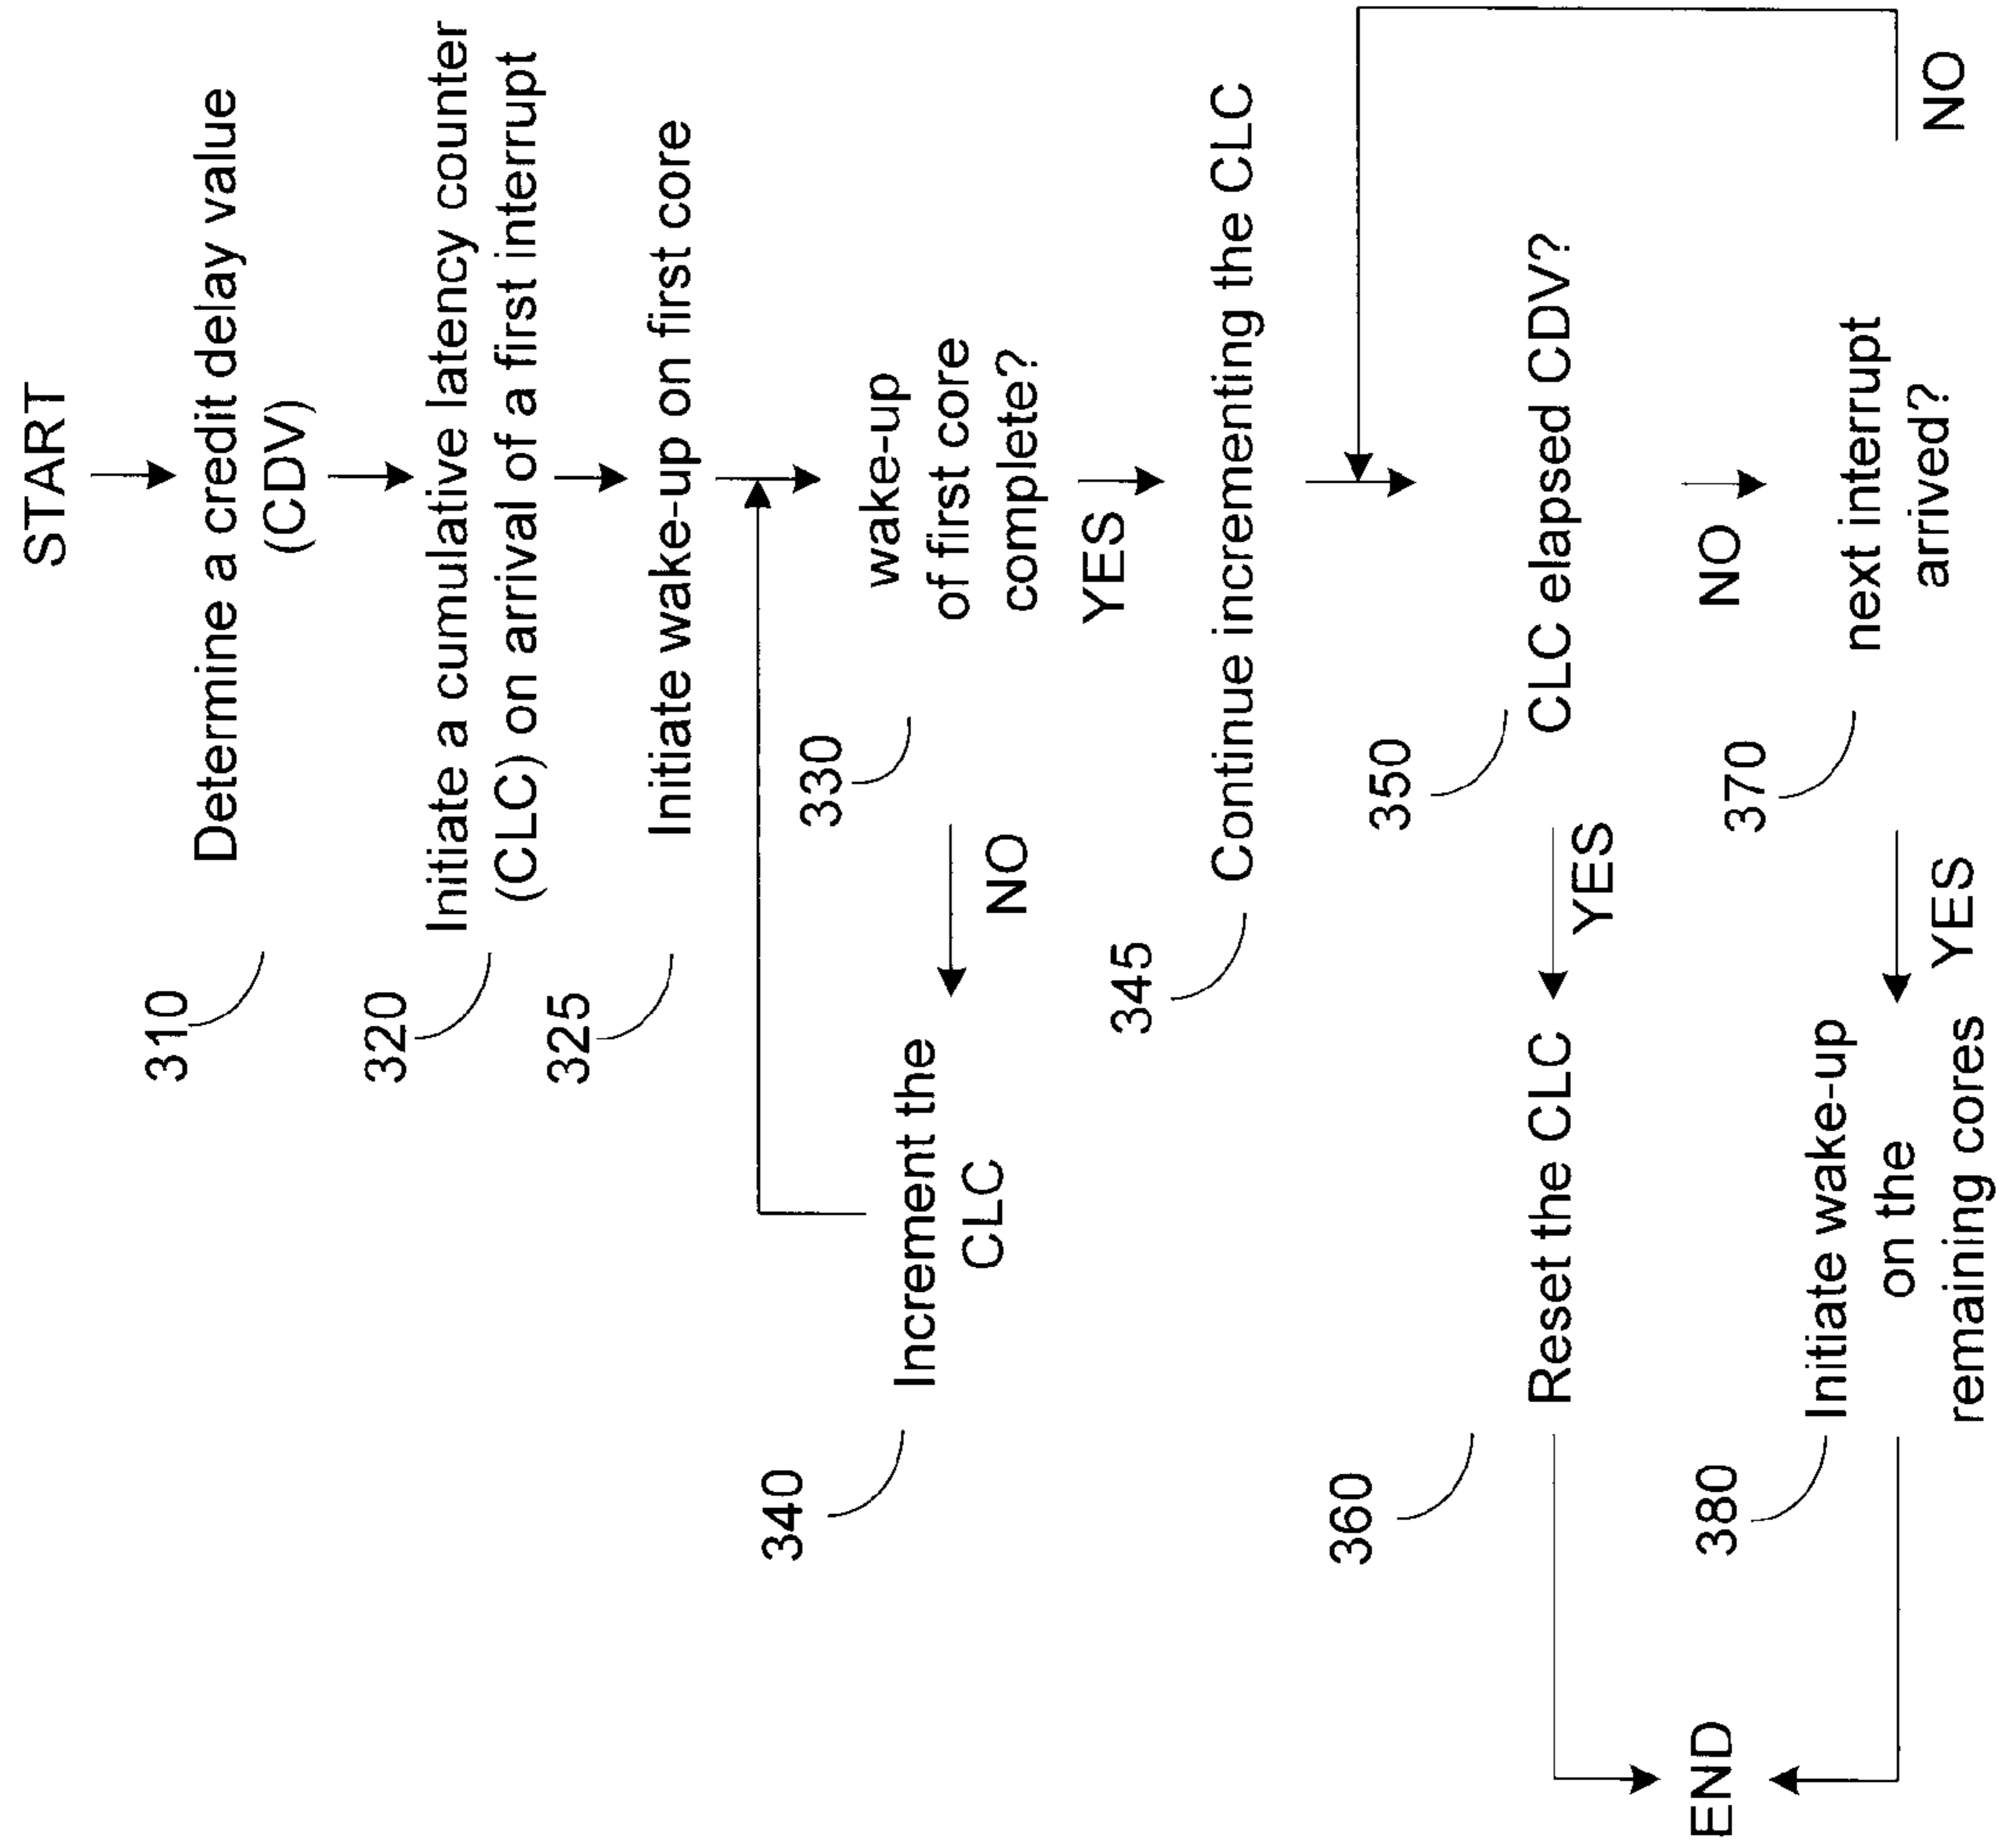 START
310
Determine a credit delay value
(CDV)
320
Initiate a cumulative latency counter
(CLC) on arrival of a first interrupt
325
Initiate wake-up on first core
330
wake-up
of first core
complete?
NO
YES
340
Increment the
CLC
345
Continue incrementing the CLC
350
CLC elapsed CDV?
YES
NO
360
Reset the CLC
370
next interrupt
arrived?
YES
NO
380
Initiate wake-up
on the
remaining cores
END